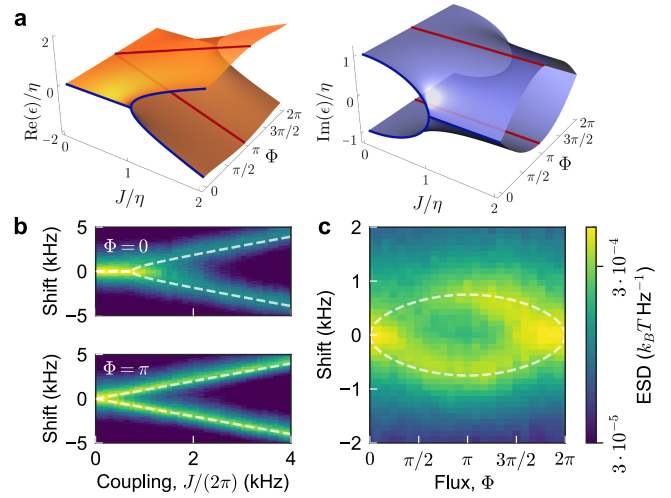 a
2
0
−2
Re(ϵ)/η
0
1
2
J/η
0
π/2
π
3π/2
2π
Φ
1
0
−1
Im(ϵ)/η
0
1
2
J/η
0
π/2
π
3π/2
2π
Φ
b
5
0
−5
Shift (kHz)
Φ = 0
5
0
−5
Shift (kHz)
Φ = π
0
2
4
Coupling, J/(2π) (kHz)
c
2
1
0
−1
−2
Shift (kHz)
0
π/2
π
3π/2
2π
Flux, Φ
3·10⁻⁴
3·10⁻⁵
ESD (k_BT Hz⁻¹)